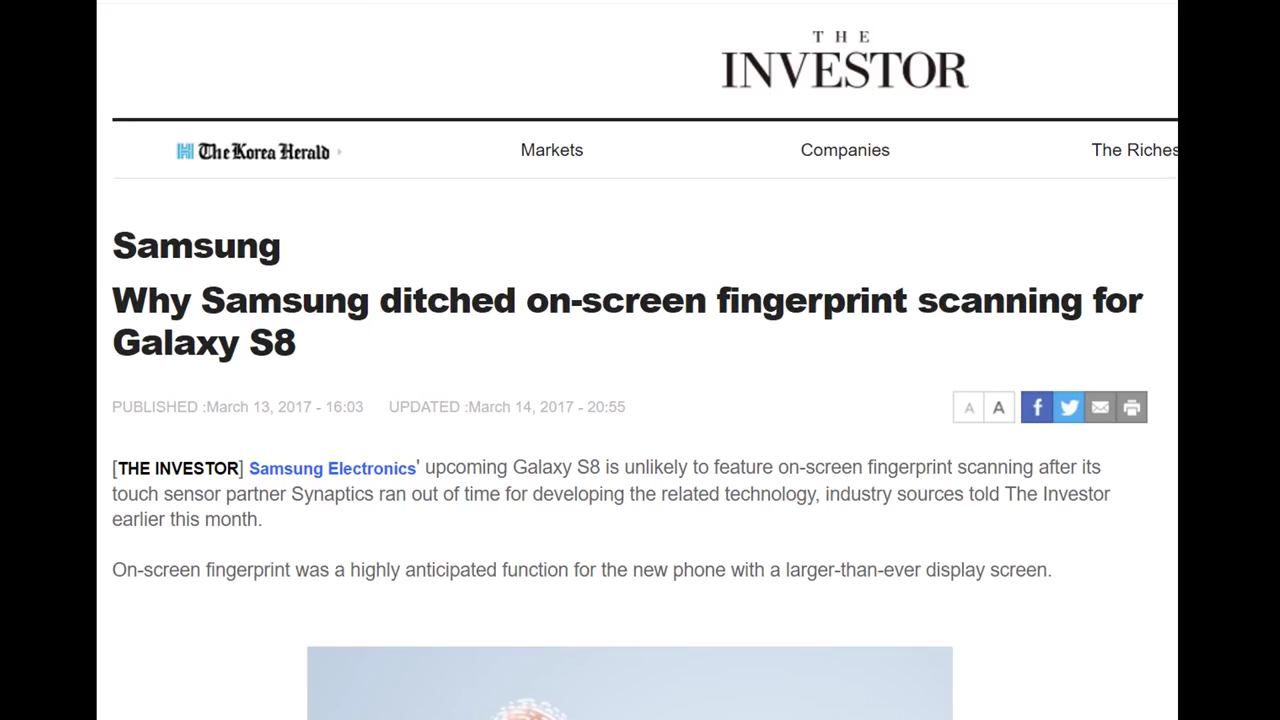 THE
INVESTOR
The Korea Herald
Markets
Companies
The Riches
Samsung
Why Samsung ditched on-screen fingerprint scanning for
Galaxy S8
PUBLISHED :March 13, 2017 - 16:03 UPDATED :March 14, 2017 - 20:55
A A
[THE INVESTOR] Samsung Electronics' upcoming Galaxy S8 is unlikely to feature on-screen fingerprint scanning after its
touch sensor partner Synaptics ran out of time for developing the related technology, industry sources told The Investor
earlier this month.
On-screen fingerprint was a highly anticipated function for the new phone with a larger-than-ever display screen.